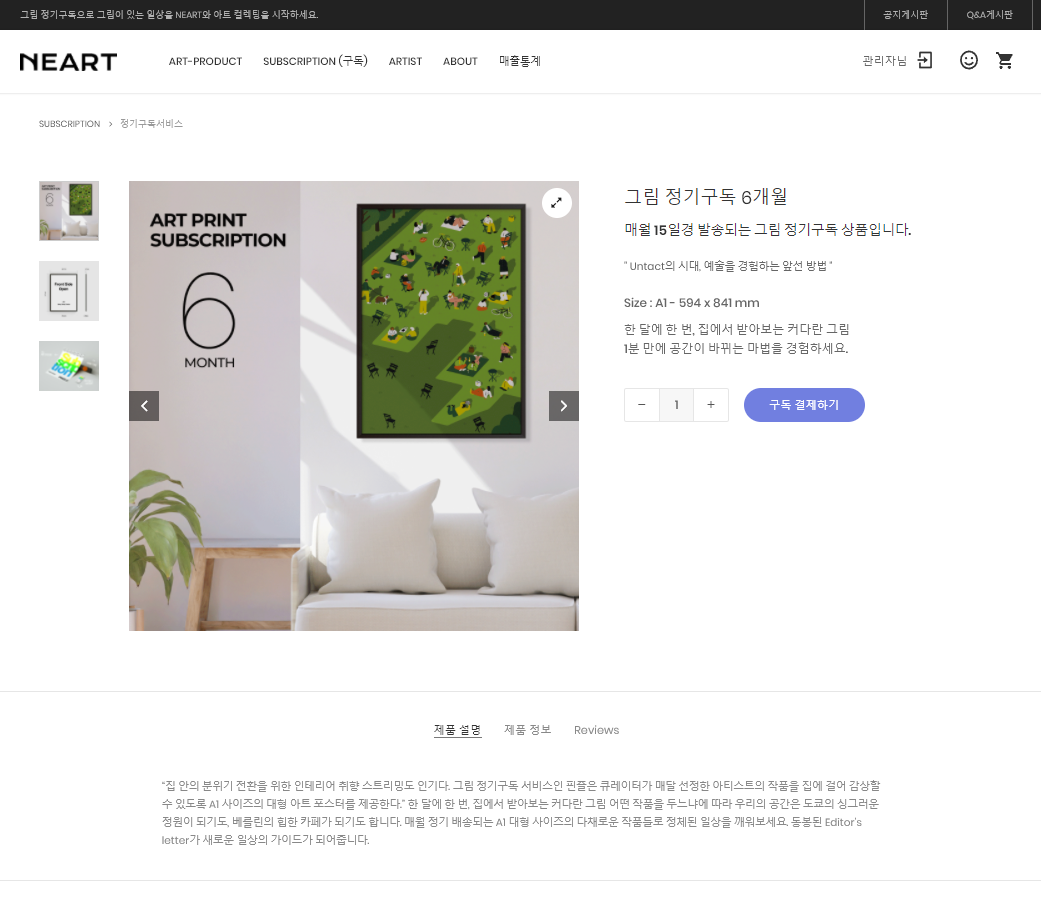 그림 정기구독으로 그림이 있는 일상을 NEART와 아트 컬렉팅을 시작하세요.
공지게시판
Q&A게시판
NEART
ART-PRODUCT
SUBSCRIPTION (구독)
ARTIST
ABOUT
매출통계
관리자님
SUBSCRIPTION > 정기구독서비스
ART PRINT
SUBSCRIPTION
6
MONTH
그림 정기구독 6개월
매월 15일경 발송되는 그림 정기구독 상품입니다.
" Untact의 시대, 예술을 경험하는 앞선 방법 "
Size : A1 - 594 x 841 mm
한 달에 한 번, 집에서 받아보는 커다란 그림
1분 만에 공간이 바뀌는 마법을 경험하세요.
− 1 +
구독 결제하기
제품 설명
제품 정보
Reviews
“집 안의 분위기 전환을 위한 인테리어 취향 스트리밍도 인기다. 그림 정기구독 서비스인 핀즐은 큐레이터가 매달 선정한 아티스트의 작품을 집에 걸어 감상할
수 있도록 A1 사이즈의 대형 아트 포스터를 제공한다.” 한 달에 한 번, 집에서 받아보는 커다란 그림 어떤 작품을 두느냐에 따라 우리의 공간은 도쿄의 싱그러운
정원이 되기도, 베를린의 힙한 카페가 되기도 합니다. 매월 정기 배송되는 A1 대형 사이즈의 다채로운 작품들로 정체된 일상을 깨워보세요. 동봉된 Editor's
letter가 새로운 일상의 가이드가 되어줍니다.